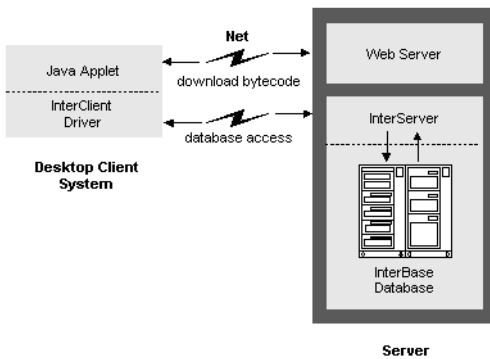 Net
Java Applet
download bytecode
Web Server
InterClient
Driver
database access
InterServer
Desktop Client
System
InterBase
Database
Server